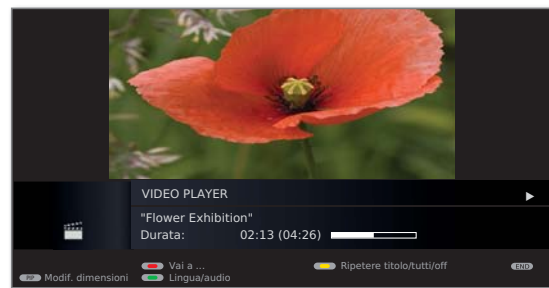 VIDEO PLAYER
"Flower Exhibition"
Durata: 02:13 (04:26)
Vai a ... Ripetere titolo/tutti/off END
PIP Modif. dimensioni Lingua/audio